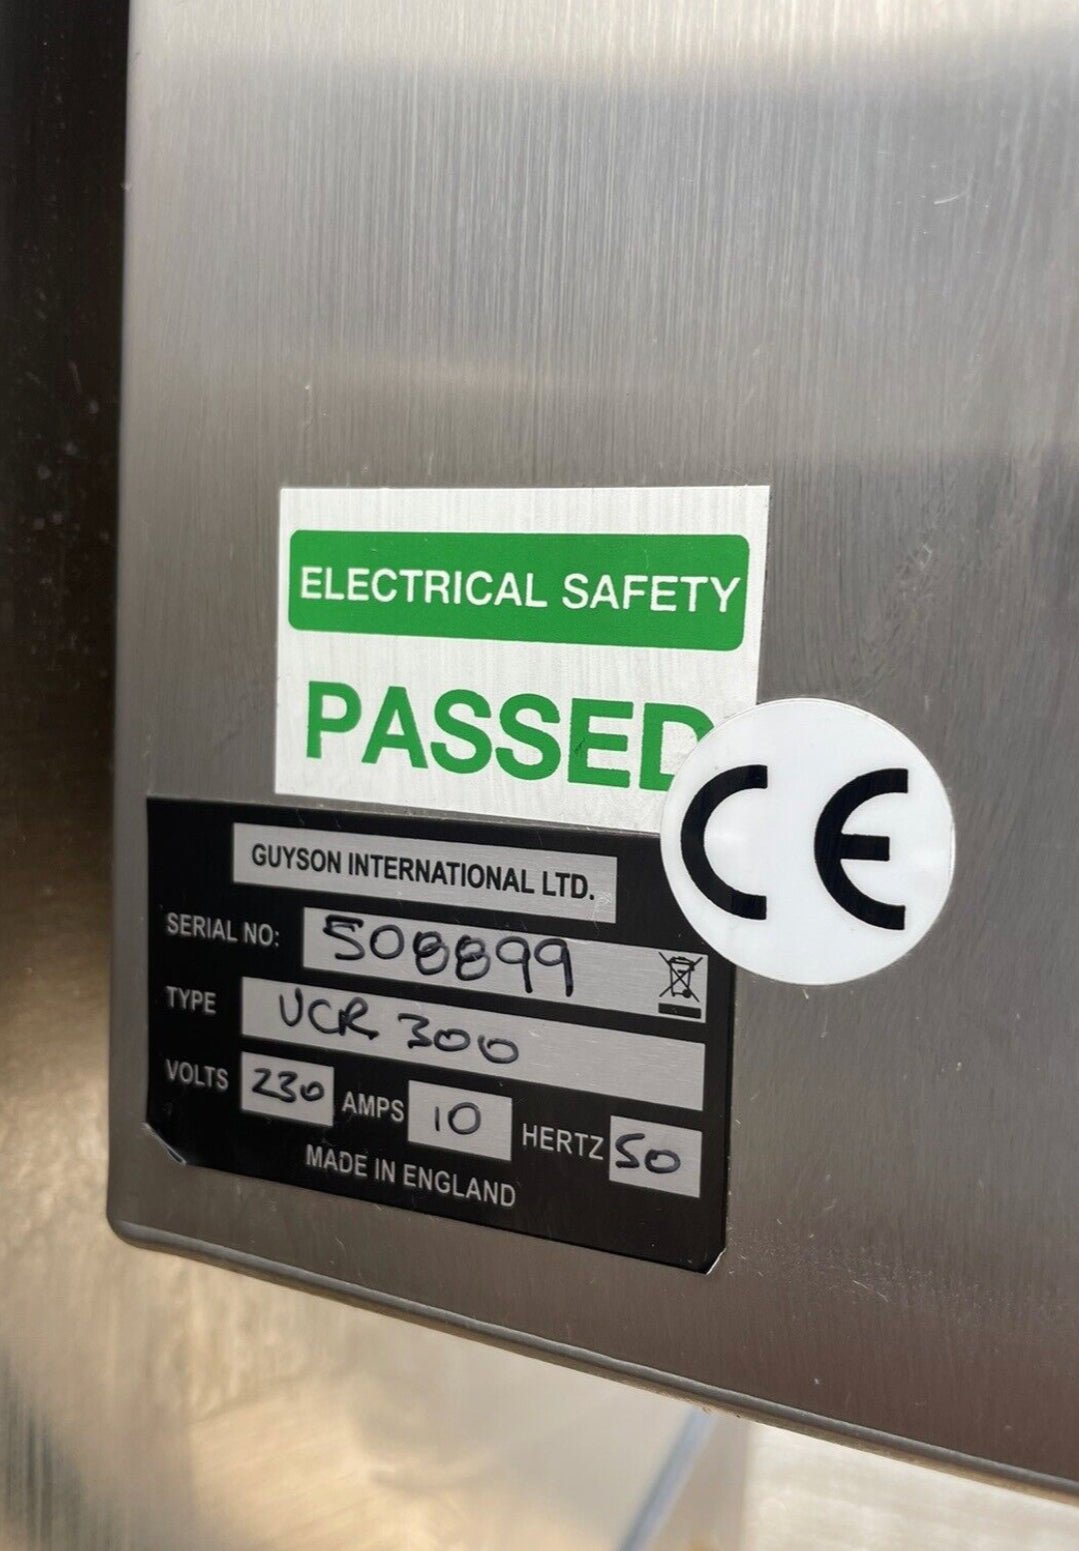 ELECTRICAL SAFETY
PASSED
CE
GUYSON INTERNATIONAL LTD.
SERIAL NO: 508899
TYPE UCR 300
VOLTS 230 AMPS 10 HERTZ 50
MADE IN ENGLAND